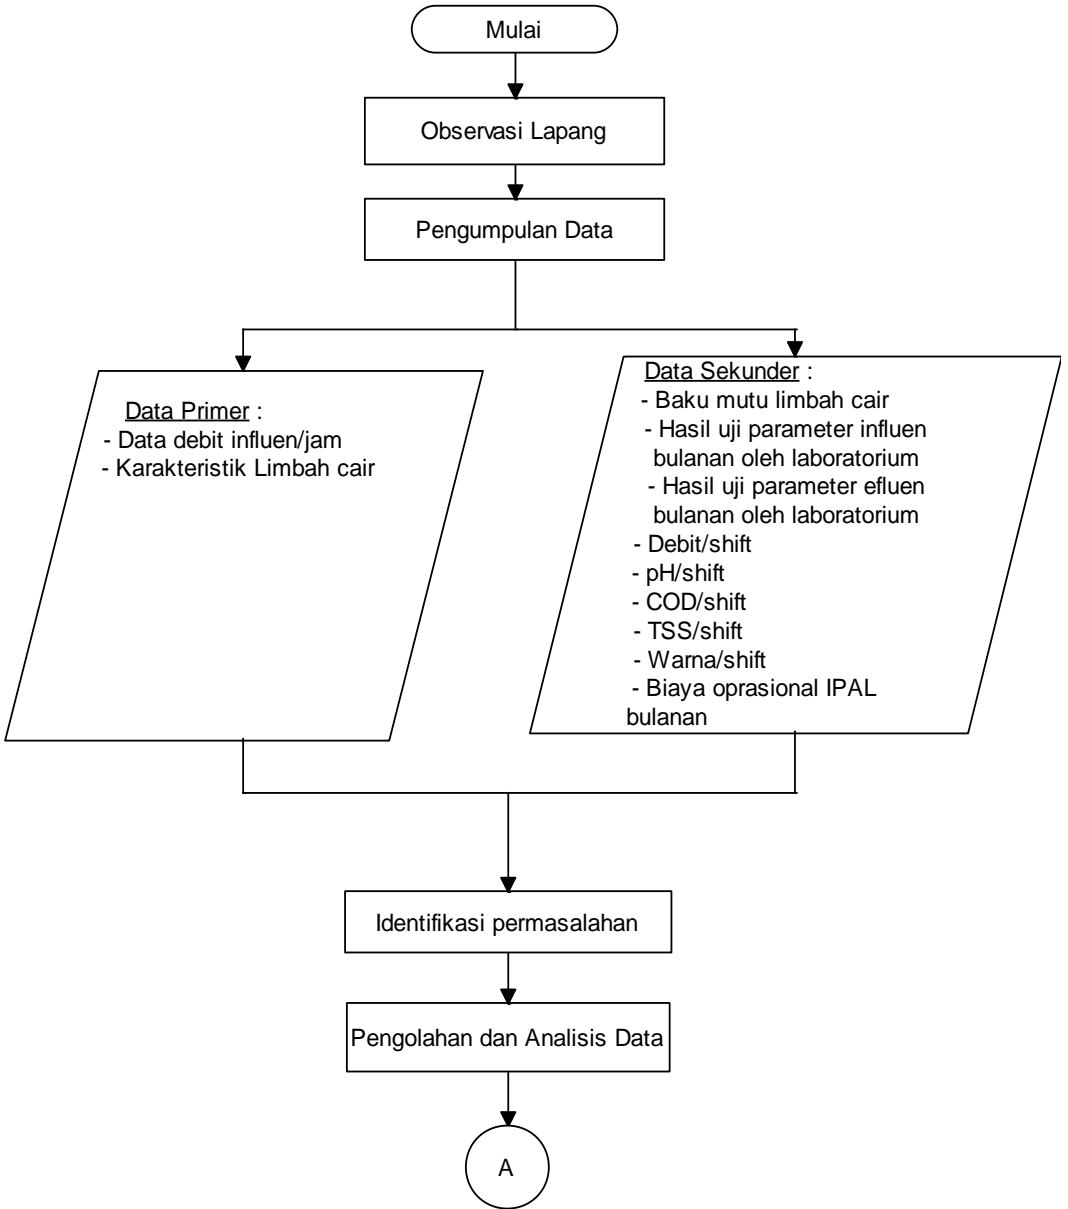 Mulai
Observasi Lapang
Pengumpulan Data
Data Primer :
- Data debit influen/jam
- Karakteristik Limbah cair
Data Sekunder :
- Baku mutu limbah cair
- Hasil uji parameter influen
bulanan oleh laboratorium
- Hasil uji parameter efluen
bulanan oleh laboratorium
- Debit/shift
- pH/shift
- COD/shift
- TSS/shift
- Warna/shift
- Biaya oprasional IPAL
bulanan
Identifikasi permasalahan
Pengolahan dan Analisis Data
A